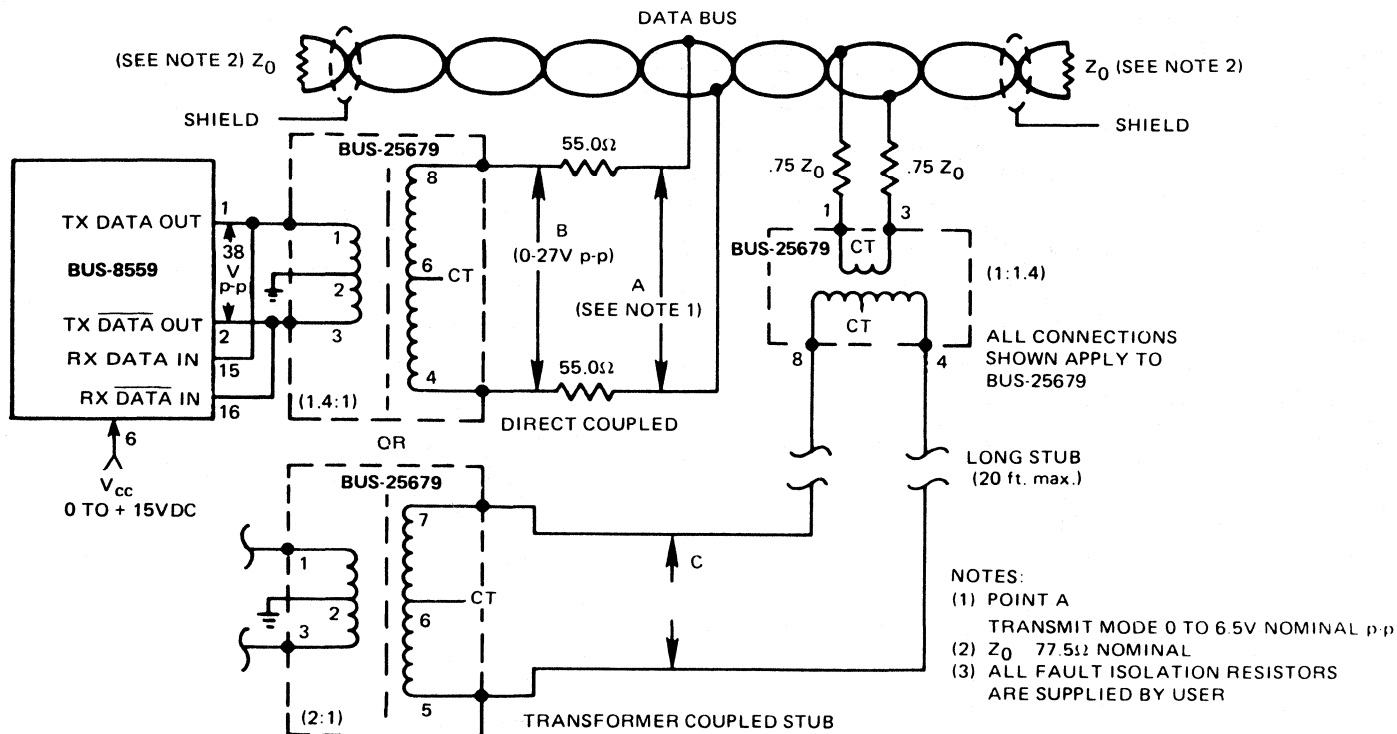 DATA BUS
(SEE NOTE 2) Z0
Z0 (SEE NOTE 2)
SHIELD
SHIELD
BUS-25679
55.0Ω
.75 Z0
.75 Z0
8
1
3
TX DATA OUT
1
1
38
V
p-p
B
(0-27V p-p)
BUS-25679
CT
BUS-8559
6
CT
(1:1.4)
2
A
(SEE NOTE 1)
TX DATA OUT
2
3
CT
RX DATA IN
15
8
4
ALL CONNECTIONS
SHOWN APPLY TO
BUS-25679
4
55.0Ω
RX DATA IN
16
(1.4:1)
DIRECT COUPLED
6
OR
Vcc
0 TO + 15VDC
LONG STUB
(20 ft. max.)
BUS-25679
7
1
C
CT
2
6
3
5
(2:1)
TRANSFORMER COUPLED STUB
NOTES:
(1) POINT A
TRANSMIT MODE 0 TO 6.5V NOMINAL p-p
(2) Z0 77.5Ω NOMINAL
(3) ALL FAULT ISOLATION RESISTORS
ARE SUPPLIED BY USER